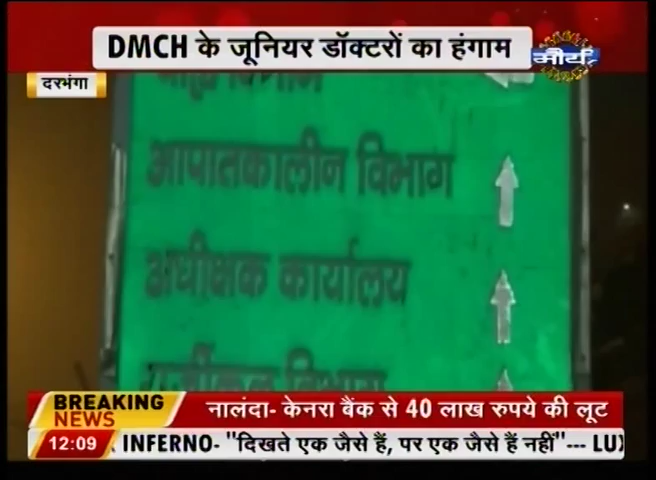 DMCH के जूनियर डॉक्टरों का हंगाम
मौर्य
दरभंगा
विभाग
आपातकालीन विभाग
अधीक्षक कार्यालय
विभाग
BREAKING NEWS
नालंदा- केनरा बैंक से 40 लाख रुपये की लूट
12:09
INFERNO- "दिखते एक जैसे हैं, पर एक जैसे हैं नहीं"--- LUX